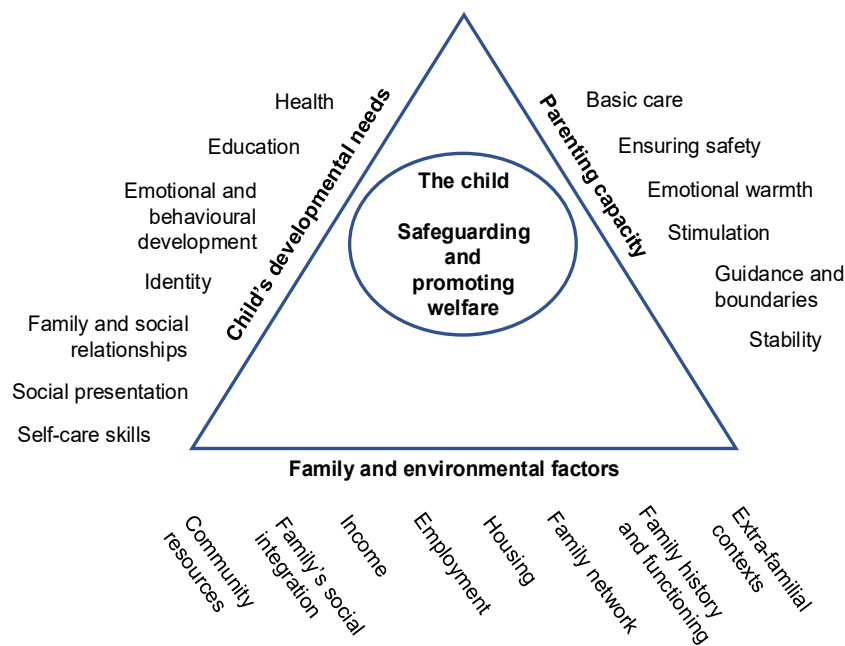 Health
Education
Emotional and
behavioural
development
Identity
Family and social
relationships
Social presentation
Self-care skills
Child’s developmental needs
The child
Safeguarding
and
promoting
welfare
Parenting capacity
Basic care
Ensuring safety
Emotional warmth
Stimulation
Guidance and
boundaries
Stability
Family and environmental factors
Community
resources
Family’s social
integration
Income
Employment
Housing
Family network
Family history
and functioning
Extra-familial
contexts